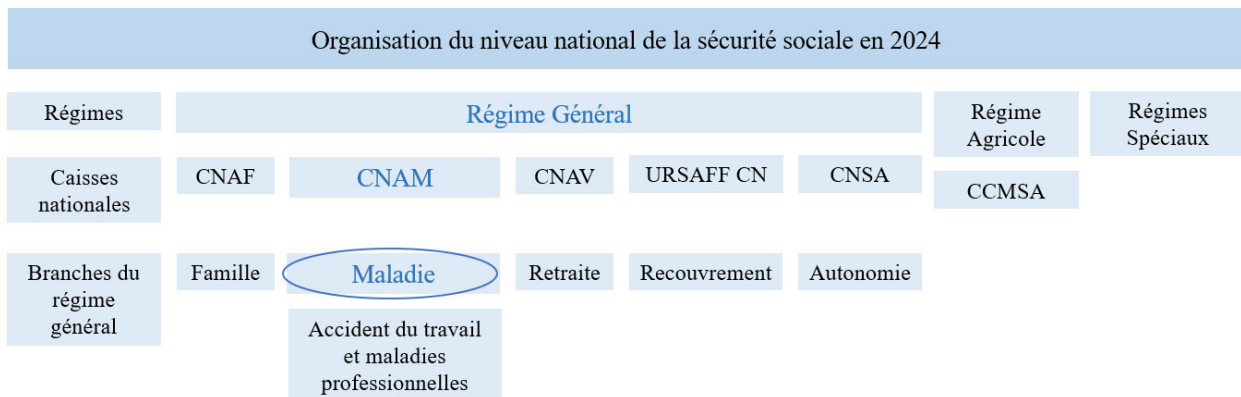 Organisation du niveau national de la sécurité sociale en 2024
Régimes
Régime Général
Régime
Agricole
Régimes
Spéciaux
Caisses
nationales
CNAF
CNAM
CNAV
URSAFF CN
CNSA
CCMSA
Branches du
régime
général
Famille
Maladie
Retraite
Recouvrement
Autonomie
Accident du travail
et maladies
professionnelles